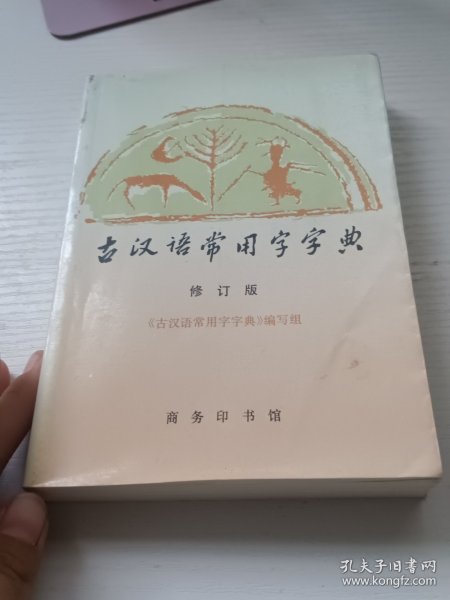 古汉语常用字字典
修订版
《古汉语常用字字典》编写组
商务印书馆
孔夫子旧书网
www.kongfz.com